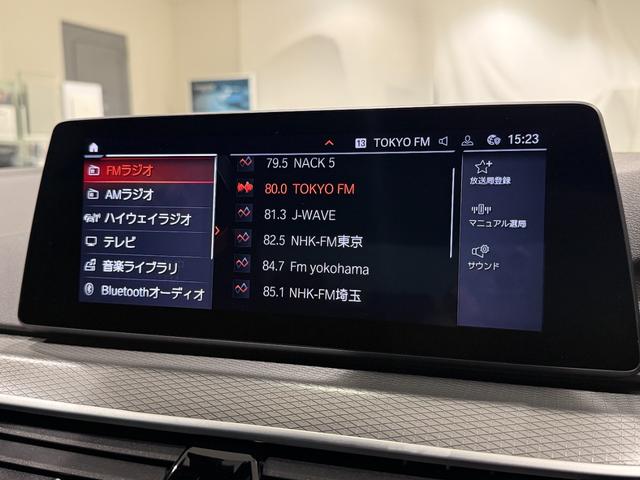 13 TOKYO FM 15:23
FMラジオ
AMラジオ
ハイウェイラジオ
テレビ
音楽ライブラリ
Bluetoothオーディオ
79.5 NACK 5
80.0 TOKYO FM
81.3 J-WAVE
82.5 NHK-FM東京
84.7 Fm yokohama
85.1 NHK-FM埼玉
放送局登録
マニュアル選局
サウンド